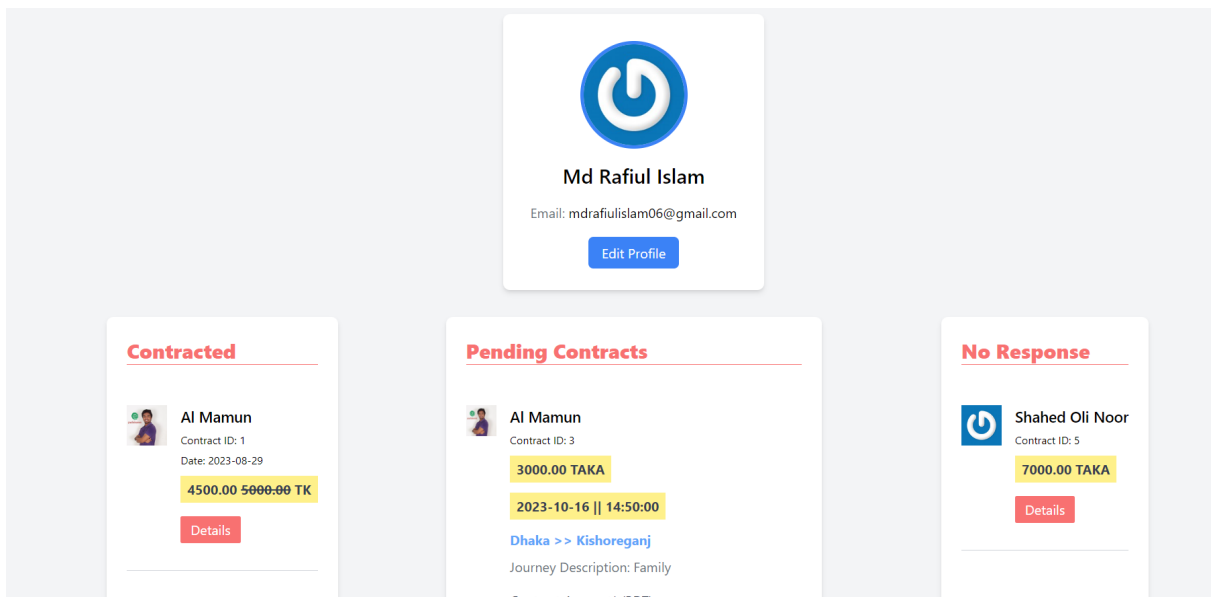 Md Rafiul Islam
Email: mdrafiulislam06@gmail.com
Edit Profile
Contracted
Al Mamun
Contract ID: 1
Date: 2023-08-29
4500.00 5000.00 TK
Details
Pending Contracts
Al Mamun
Contract ID: 3
3000.00 TAKA
2023-10-16 || 14:50:00
Dhaka >> Kishoreganj
Journey Description: Family
No Response
Shahed Oli Noor
Contract ID: 5
7000.00 TAKA
Details